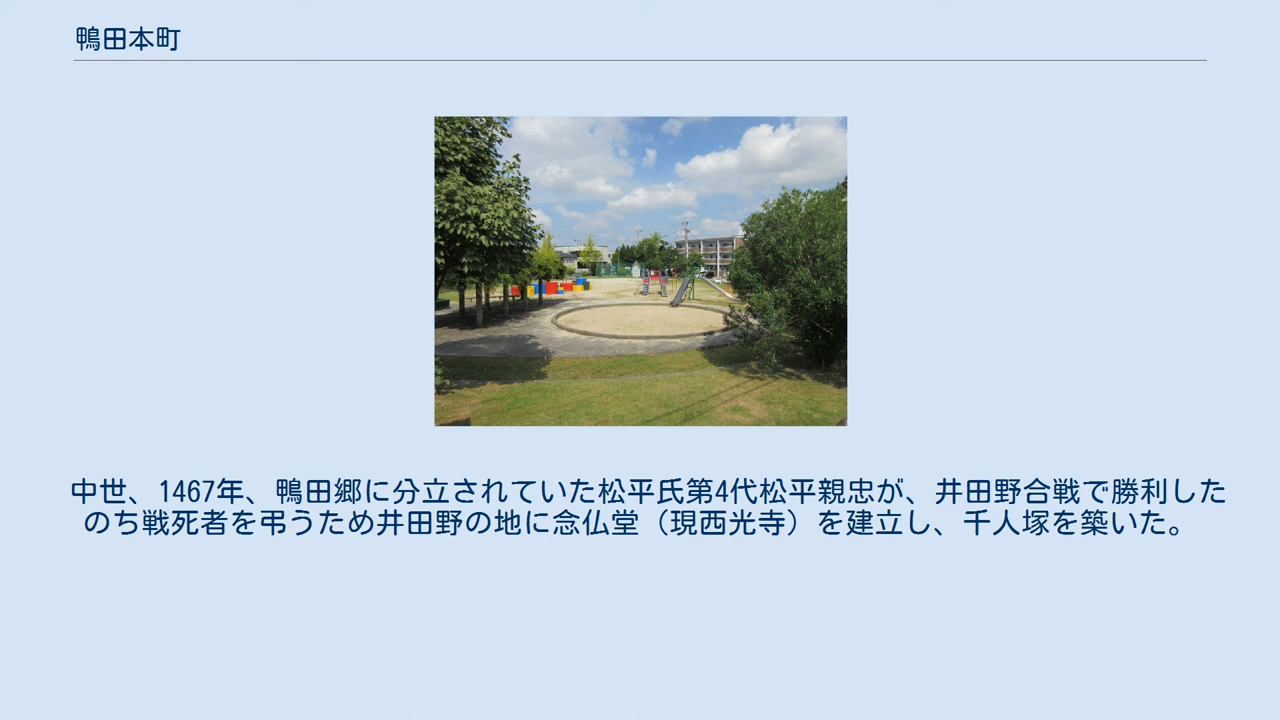 鴨田本町
中世、1467年、鴨田郷に分立されていた松平氏第4代松平親忠が、井田野合戦で勝利した
のち戦死者を弔うため井田野の地に念仏堂（現西光寺）を建立し、千人塚を築いた。